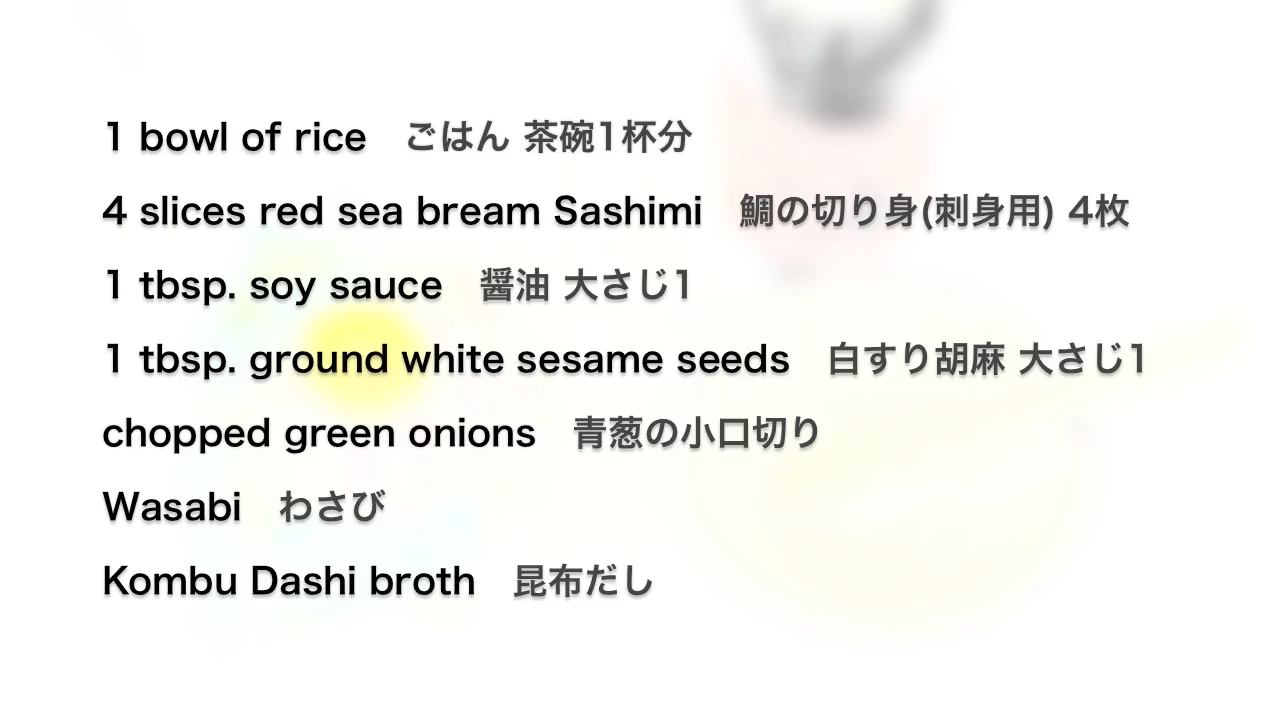 1 bowl of rice　ごはん 茶碗1杯分
4 slices red sea bream Sashimi　鯛の切り身(刺身用) 4枚
1 tbsp. soy sauce　醤油 大さじ1
1 tbsp. ground white sesame seeds　白すり胡麻 大さじ1
chopped green onions　青葱の小口切り
Wasabi　わさび
Kombu Dashi broth　昆布だし